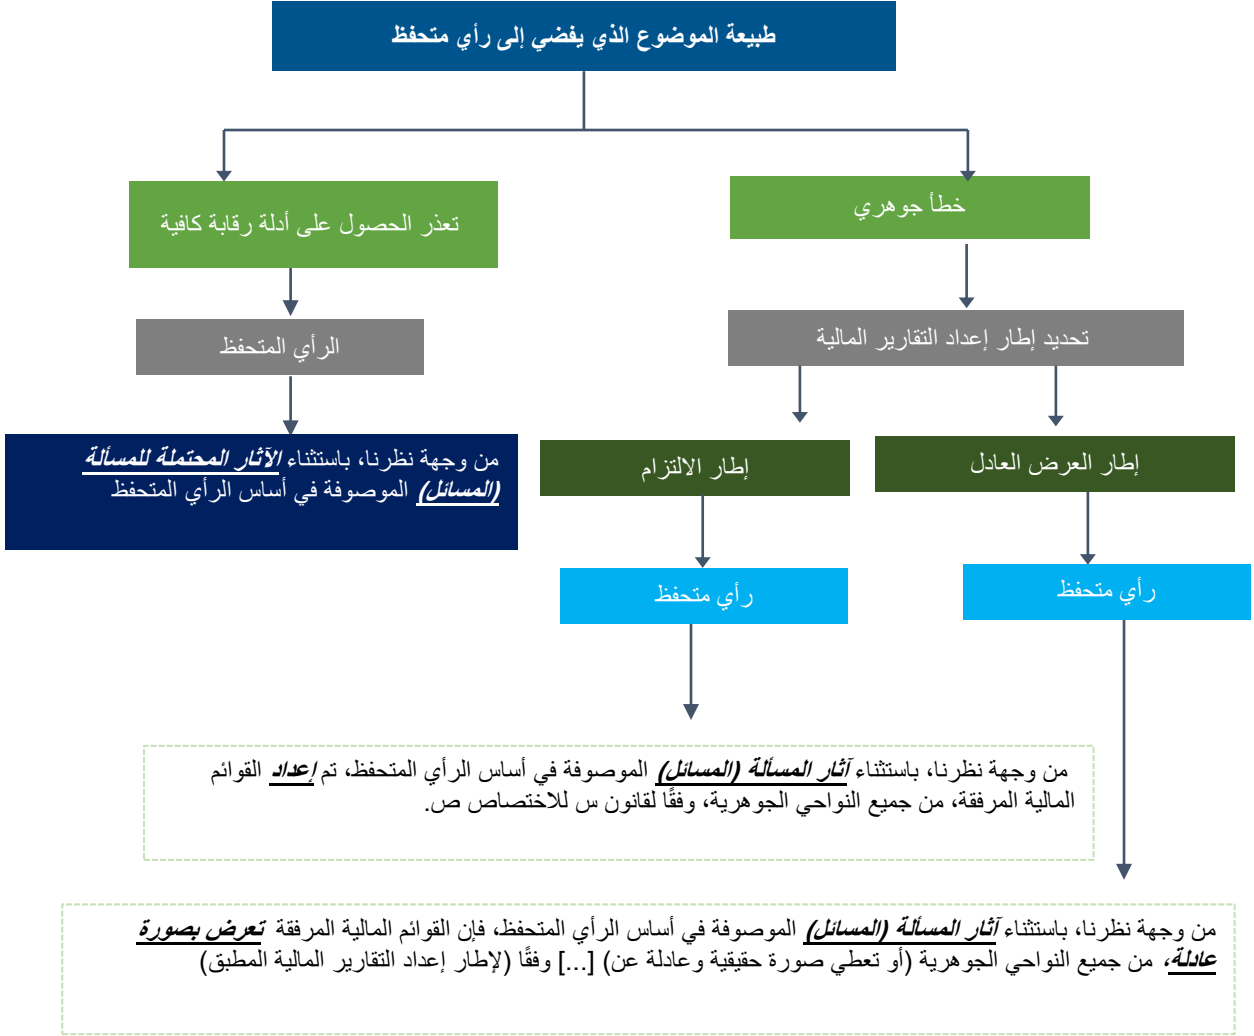 طبيعة الموضوع الذي يفضي إلى رأي متحفظ
خطأ جوهري
تعذر الحصول على أدلة رقابة كافية
تحديد إطار إعداد التقارير المالية
الرأي المتحفظ
إطار العرض العادل
إطار الالتزام
من وجهة نظرنا، باستثناء الآثار المحتملة للمسألة
(المسائل) الموصوفة في أساس الرأي المتحفظ
رأي متحفظ
رأي متحفظ
من وجهة نظرنا، باستثناء آثار المسألة (المسائل) الموصوفة في أساس الرأي المتحفظ، تم إعداد القوائم
المالية المرفقة، من جميع النواحي الجوهرية، وفقًا لقانون س للاختصاص ص.
من وجهة نظرنا، باستثناء آثار المسألة (المسائل) الموصوفة في أساس الرأي المتحفظ، فإن القوائم المالية المرفقة تعرض بصورة
عادلة، من جميع النواحي الجوهرية (أو تعطي صورة حقيقية وعادلة عن) [...] وفقًا (لإطار إعداد التقارير المالية المطبق)